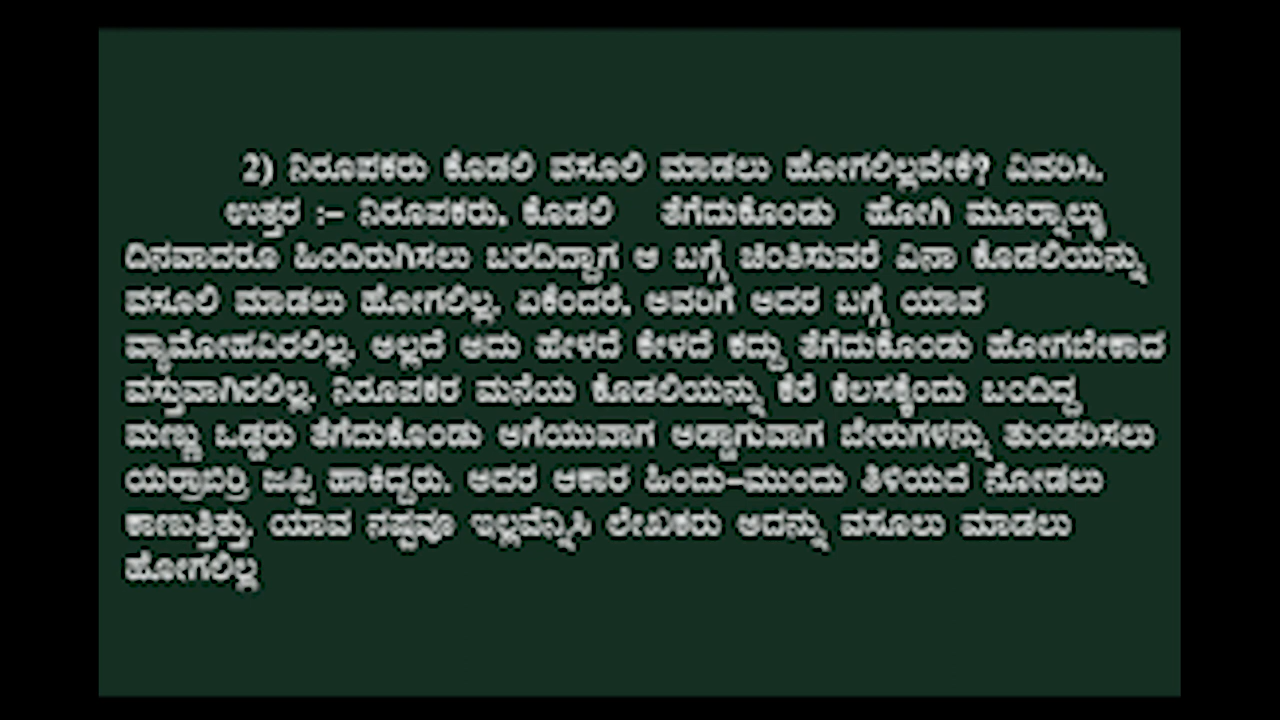 2) ನಿರೂಪಕರು ಕೊಡಲಿ ವಸೂಲಿ ಮಾಡಲು ಹೋಗಲಿಲ್ಲವೇಕೆ? ವಿವರಿಸಿ.
ಉತ್ತರ :- ನಿರೂಪಕರು. ಕೊಡಲಿ ತೆಗೆದುಕೊಂಡು ಹೋಗಿ ಮೂರ್ನಾಲ್ಕು
ದಿನವಾದರೂ ಹಿಂದಿರುಗಿಸಲು ಬರದಿದ್ದಾಗ ಆ ಬಗ್ಗೆ ಚಿಂತಿಸುವರೆ ವಿನಾ ಕೊಡಲಿಯನ್ನು
ವಸೂಲಿ ಮಾಡಲು ಹೋಗಲಿಲ್ಲ. ಏಕೆಂದರೆ. ಅವರಿಗೆ ಅದರ ಬಗ್ಗೆ ಯಾವ
ವ್ಯಾಮೋಹವಿರಲಿಲ್ಲ. ಅಲ್ಲದೆ ಅದು ಹೇಳದೆ ಕೇಳದೆ ಕದ್ದು ತೆಗೆದುಕೊಂಡು ಹೋಗಬೇಕಾದ
ವಸ್ತುವಾಗಿರಲಿಲ್ಲ. ನಿರೂಪಕರ ಮನೆಯ ಕೊಡಲಿಯನ್ನು ಕೆರೆ ಕೆಲಸಕ್ಕೆಂದು ಬಂದಿದ್ದ
ಮಣ್ಣು ಒಡ್ಡರು ತೆಗೆದುಕೊಂಡು ಅಗೆಯುವಾಗ ಅಡ್ಡಾಗುವಾಗ ಬೇರುಗಳನ್ನು ತುಂಡರಿಸಲು
ಯರ್ರಾಬಿರ್ರಿ ಜಪ್ಪಿ ಹಾಕಿದ್ದರು. ಅದರ ಆಕಾರ ಹಿಂದು-ಮುಂದು ತಿಳಿಯದೆ ನೋಡಲು
ಕಾಣುತ್ತಿತ್ತು. ಯಾವ ನಷ್ಟವೂ ಇಲ್ಲವೆನ್ನಿಸಿ ಲೇಖಕರು ಅದನ್ನು ವಸೂಲು ಮಾಡಲು
ಹೋಗಲಿಲ್ಲ